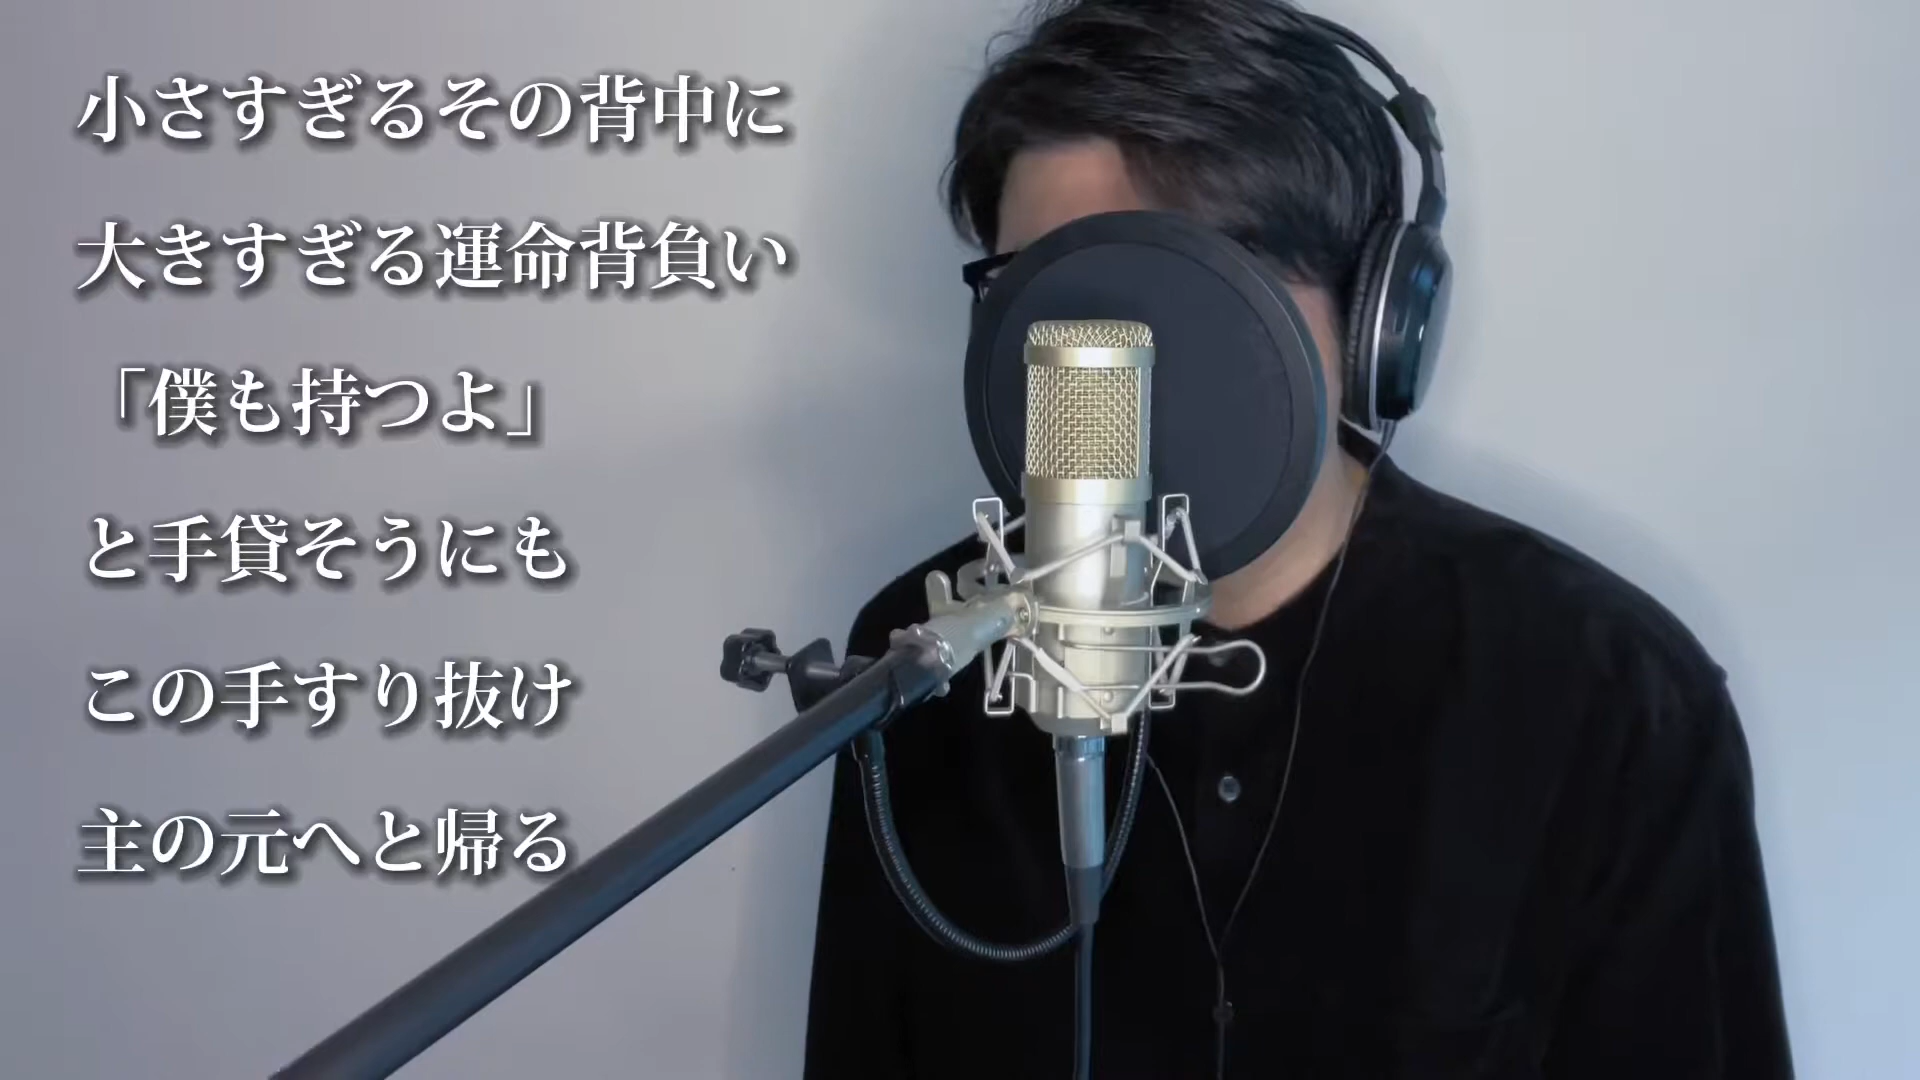 小さすぎるその背中に
大きすぎる運命背負い
「僕も持つよ」
と手貸そうにも
この手すり抜け
主の元へと帰る